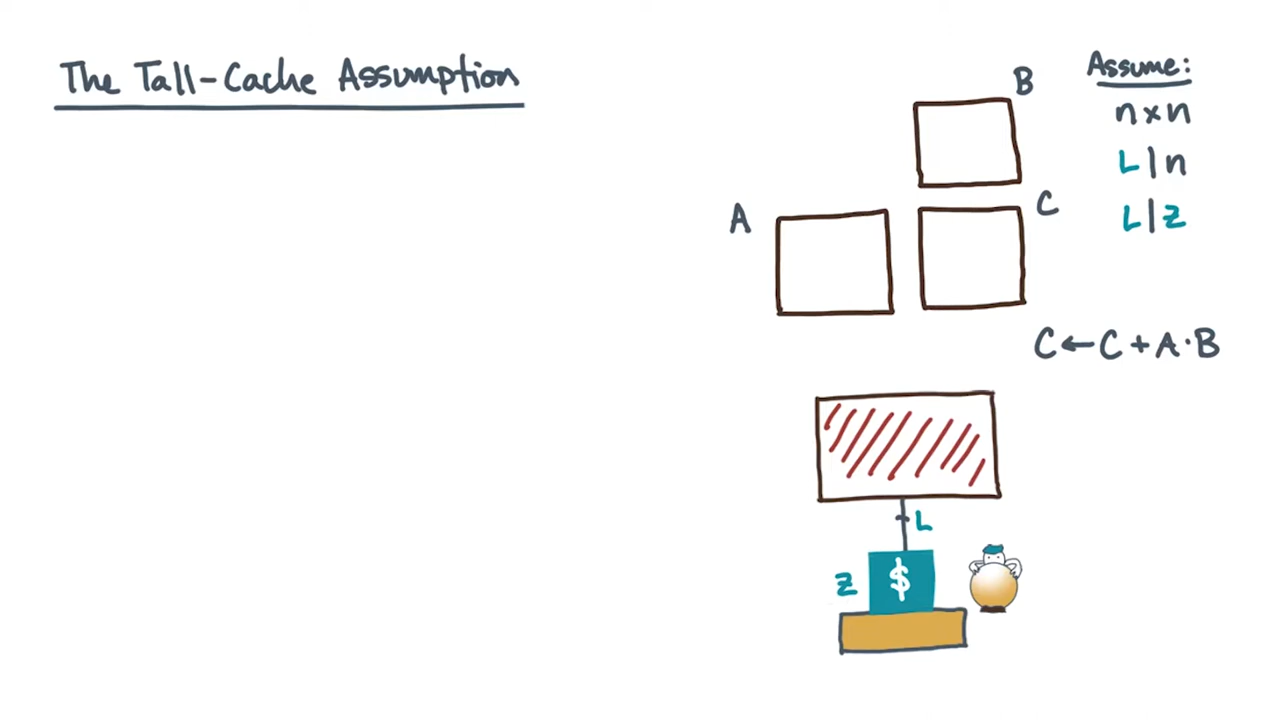 The Tall-Cache Assumption
B
Assume:
n×n
L|n
A
C
L|Z
C←C+A·B
L
Z
$